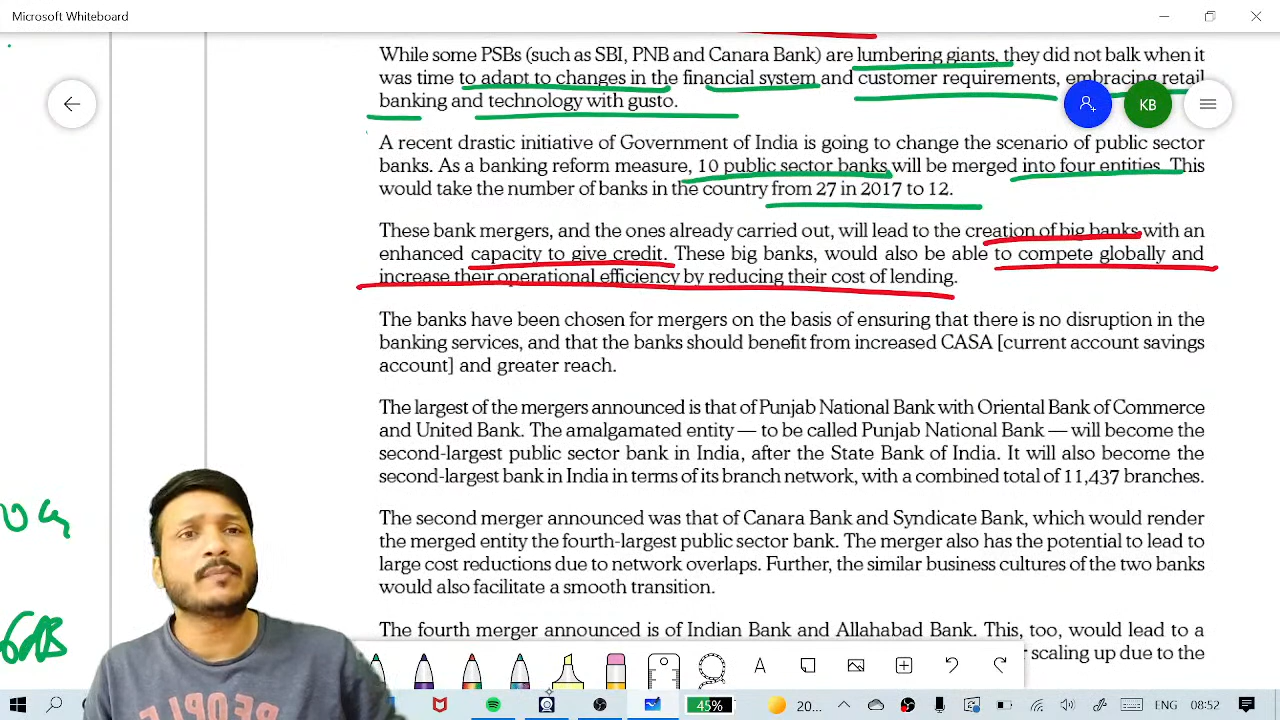 Microsoft Whiteboard
While some PSBs (such as SBI, PNB and Canara Bank) are lumbering giants, they did not balk when it
was time to adapt to changes in the financial system and customer requirements, embracing retail
banking and technology with gusto.
KB
A recent drastic initiative of Government of India is going to change the scenario of public sector
banks. As a banking reform measure, 10 public sector banks will be merged into four entities. This
would take the number of banks in the country from 27 in 2017 to 12.
These bank mergers, and the ones already carried out, will lead to the creation of big banks with an
enhanced capacity to give credit. These big banks, would also be able to compete globally and
increase their operational efficiency by reducing their cost of lending.
The banks have been chosen for mergers on the basis of ensuring that there is no disruption in the
banking services, and that the banks should benefit from increased CASA [current account savings
account] and greater reach.
The largest of the mergers announced is that of Punjab National Bank with Oriental Bank of Commerce
and United Bank. The amalgamated entity — to be called Punjab National Bank — will become the
second-largest public sector bank in India, after the State Bank of India. It will also become the
second-largest bank in India in terms of its branch network, with a combined total of 11,437 branches.
The second merger announced was that of Canara Bank and Syndicate Bank, which would render
the merged entity the fourth-largest public sector bank. The merger also has the potential to lead to
large cost reductions due to network overlaps. Further, the similar business cultures of the two banks
would also facilitate a smooth transition.
The fourth merger announced is of Indian Bank and Allahabad Bank. This, too, would lead to a
scaling up due to the
PEOPLE
45%
20...
ENG
08:52